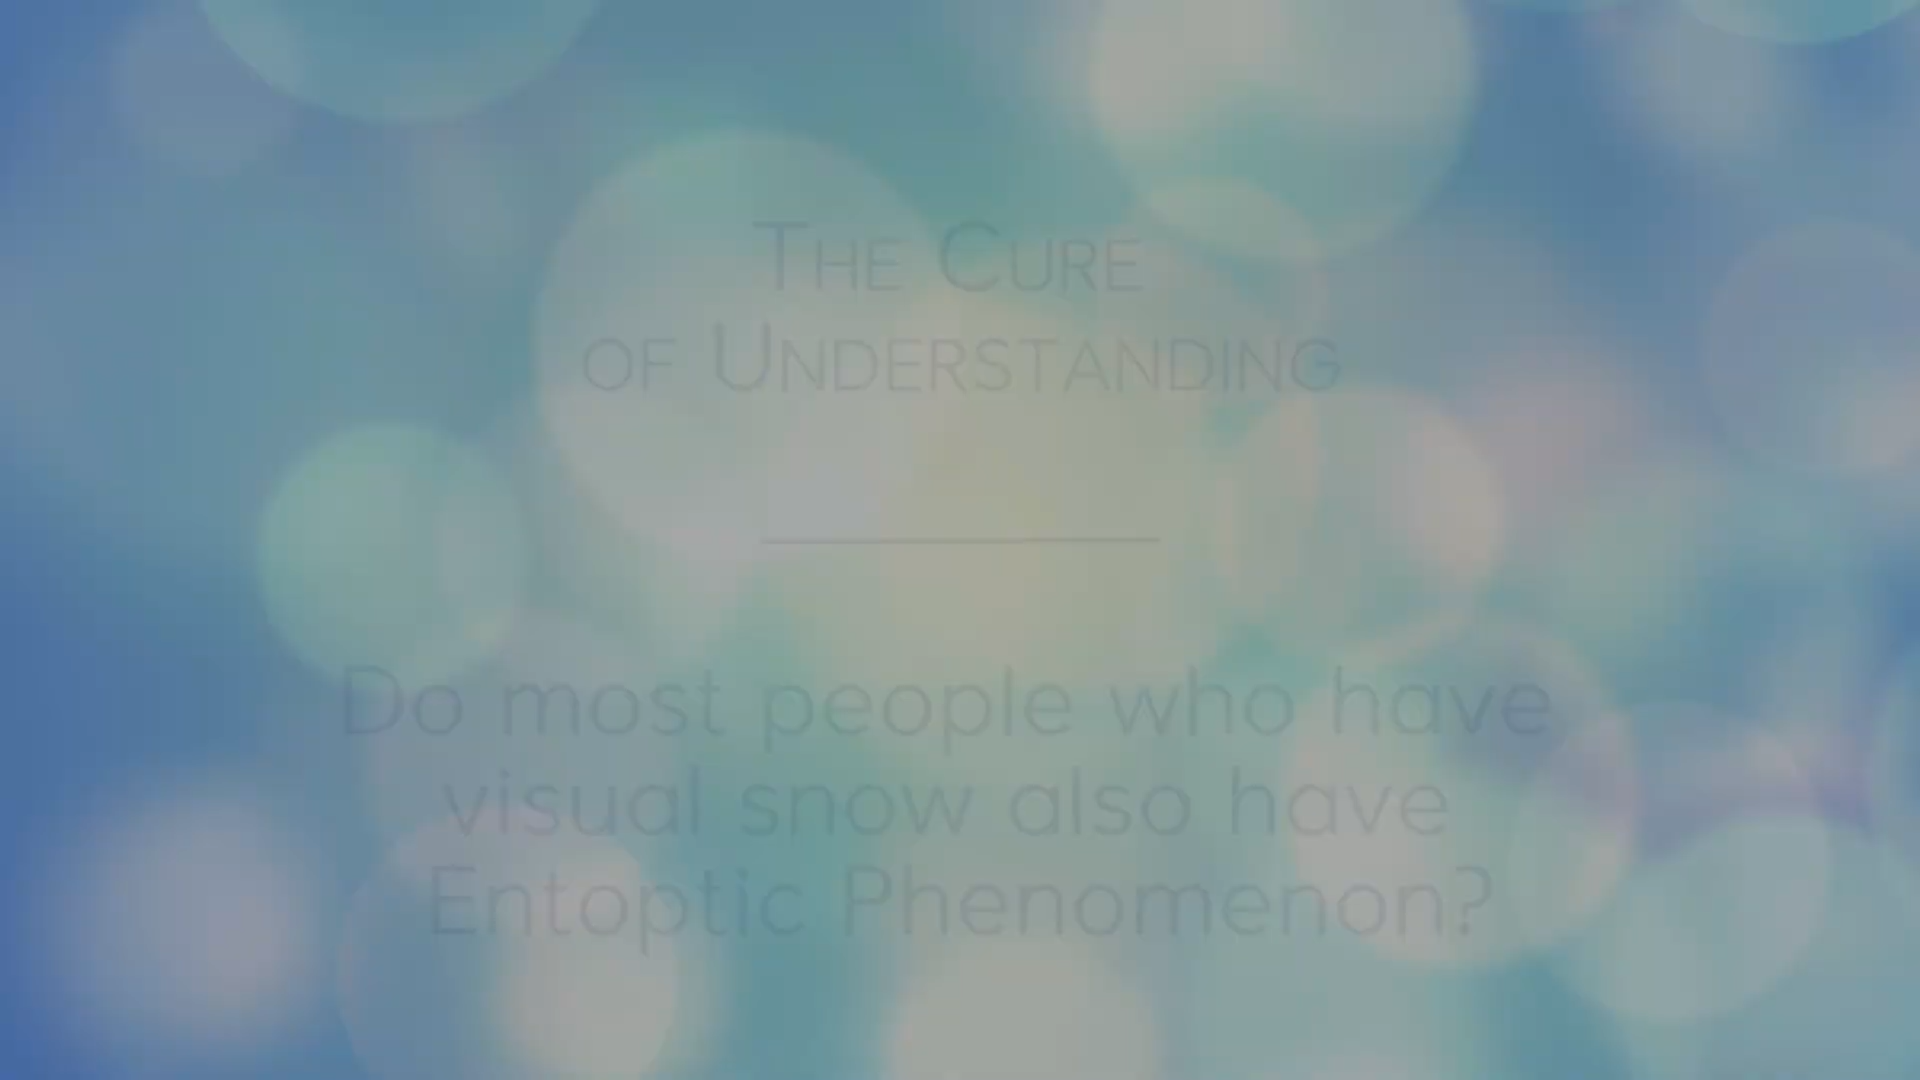 The Cure
of Understanding
Do most people who have
visual snow also have
Entoptic Phenomenon?